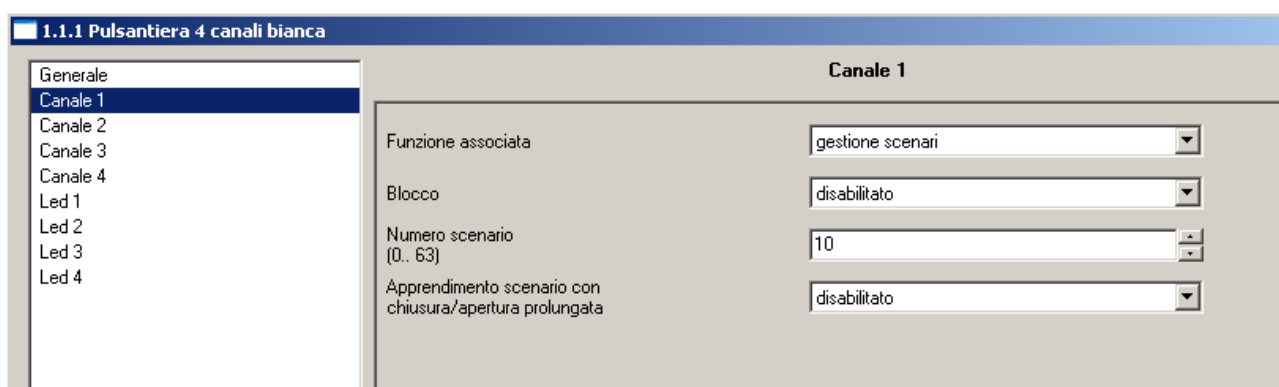 1.1.1 Pulsantiera 4 canali bianca
Generale
Canale 1
Canale 2
Canale 3
Canale 4
Led 1
Led 2
Led 3
Led 4
Canale 1
Funzione associata
gestione scenari
Blocco
disabilitato
Numero scenario
(0.. 63)
10
Apprendimento scenario con
chiusura/apertura prolungata
disabilitato